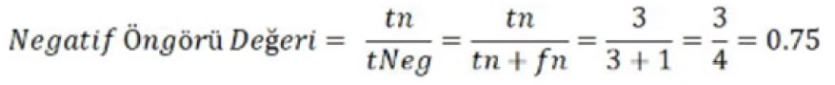 Negatif Öngörü Değeri = tn/tNeg = tn/(tn + fn) = 3/(3 + 1) = 3/4 = 0.75